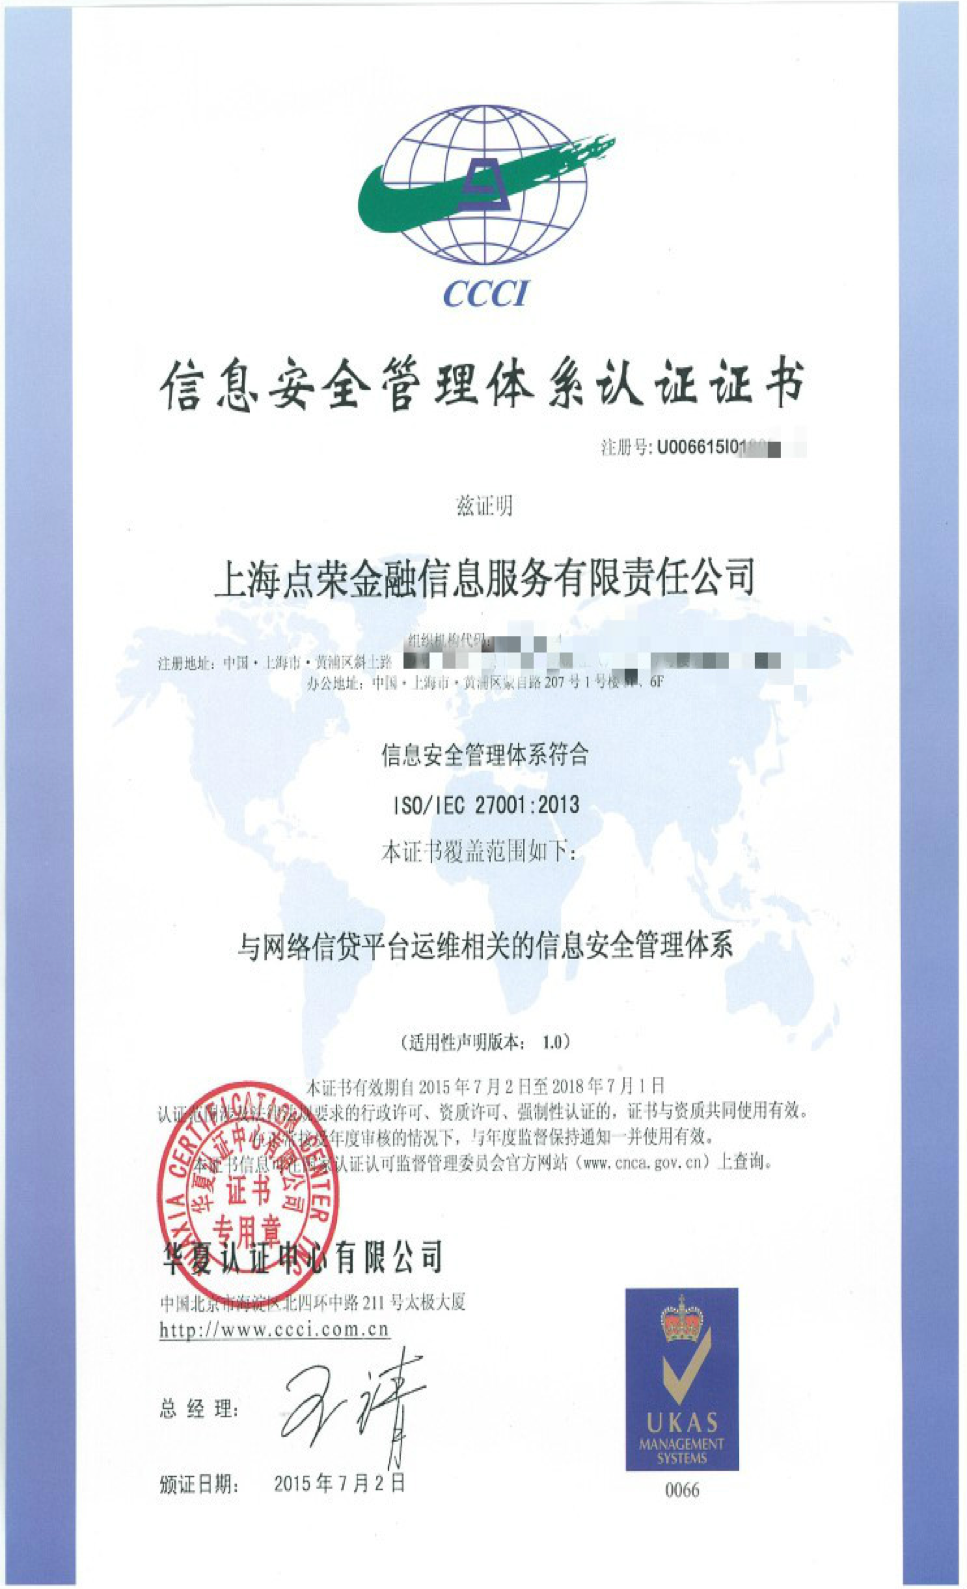 CCCI
信息安全管理体系认证证书
注册号: U006615I01
兹证明
上海点荣金融信息服务有限责任公司
组织机构代码:
注册地址: 中国·上海市·黄浦区斜土路
办公地址: 中国·上海市·黄浦区蒙自路 207 号 1 号楼 、6F
信息安全管理体系符合
ISO/IEC 27001:2013
本证书覆盖范围如下:
与网络信贷平台运维相关的信息安全管理体系
(适用性声明版本: 1.0)
本证书有效期自 2015 年 7 月 2 日至 2018 年 7 月 1 日
认证范围涉及法律法规要求的行政许可、资质许可、强制性认证的, 证书与资质共同使用有效。
年度审核的情况下, 与年度监督保持通知一并使用有效。
本证书信息可在国家认证认可监督管理委员会官方网站 (www.cnca.gov.cn) 上查询。
HUAXIA CERTIFICATION CENTER INC
华夏认证中心有限公司
证书
专用章
华夏认证中心有限公司
中国北京市海淀区北四环中路 211 号太极大厦
http://www.ccci.com.cn
总 经 理:
颁证日期: 2015 年 7 月 2 日
UKAS
MANAGEMENT
SYSTEMS
0066